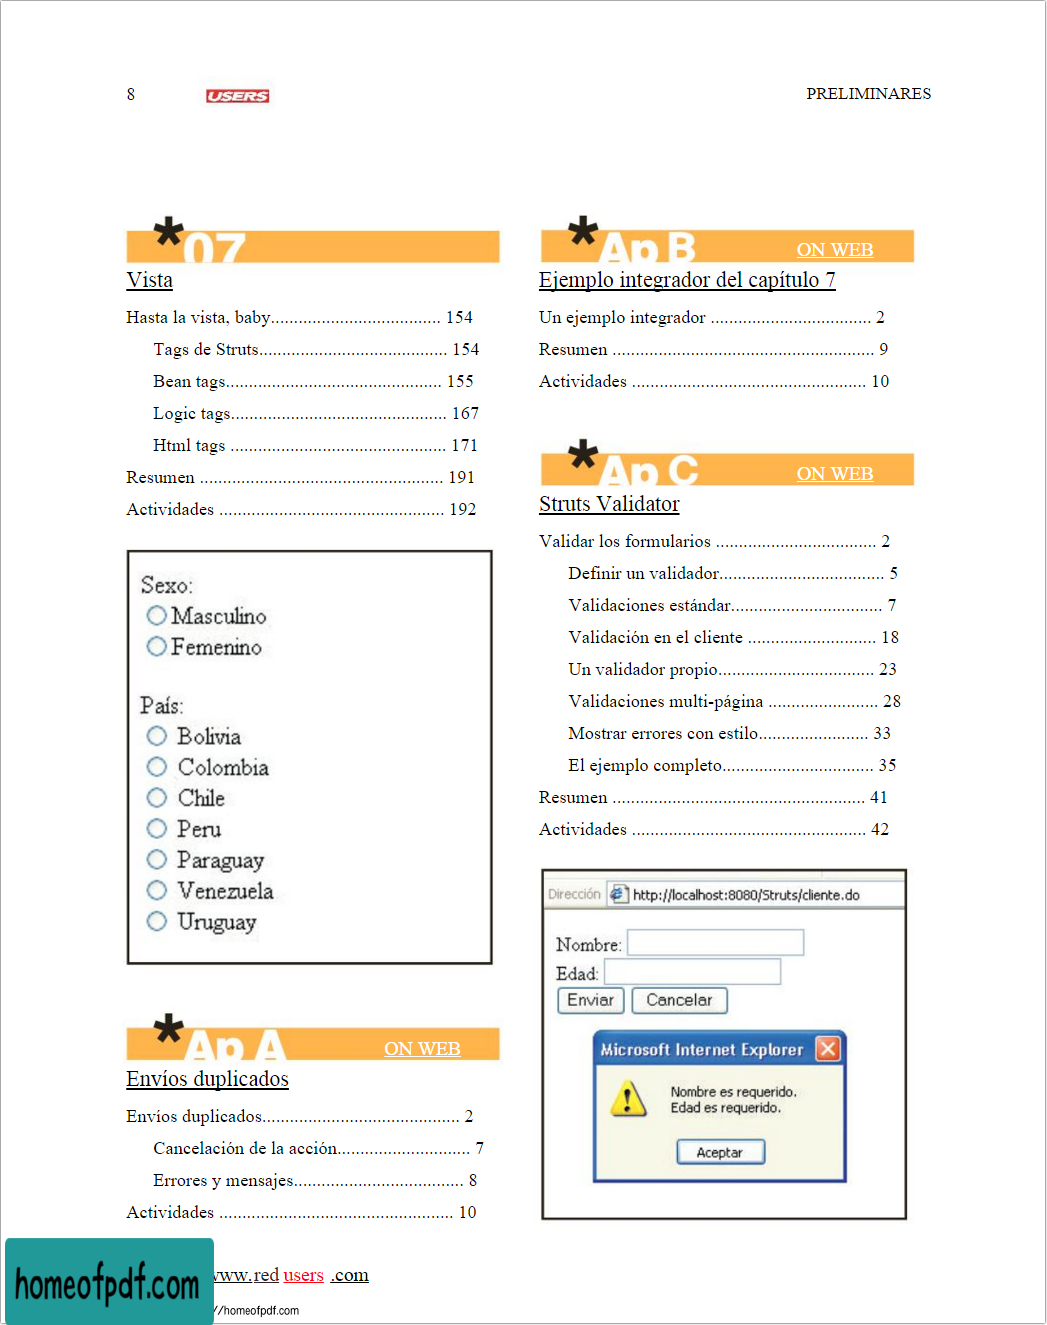 8 USERS PRELIMINARES
*07
Vista
Hasta la vista, baby..................................... 154
Tags de Struts......................................... 154
Bean tags............................................... 155
Logic tags............................................... 167
Html tags ............................................... 171
Resumen ..................................................... 191
Actividades ................................................. 192
Sexo:
Masculino
Femenino
País:
Bolivia
Colombia
Chile
Peru
Paraguay
Venezuela
Uruguay
*Ap A ON WEB
Envíos duplicados
Envíos duplicados........................................... 2
Cancelación de la acción............................. 7
Errores y mensajes..................................... 8
Actividades ................................................... 10
*Ap B ON WEB
Ejemplo integrador del capítulo 7
Un ejemplo integrador ................................... 2
Resumen ......................................................... 9
Actividades ................................................... 10
*Ap C ON WEB
Struts Validator
Validar los formularios ................................... 2
Definir un validador.................................... 5
Validaciones estándar................................. 7
Validación en el cliente ............................ 18
Un validador propio.................................. 23
Validaciones multi-página ........................ 28
Mostrar errores con estilo........................ 33
El ejemplo completo................................. 35
Resumen ....................................................... 41
Actividades ................................................... 42
Dirección http://localhost:8080/Struts/cliente.do
Nombre:
Edad:
Enviar Cancelar
Microsoft Internet Explorer
Nombre es requerido.
Edad es requerido.
Aceptar
www.redusers.com
homeofpdf.com
//homeofpdf.com